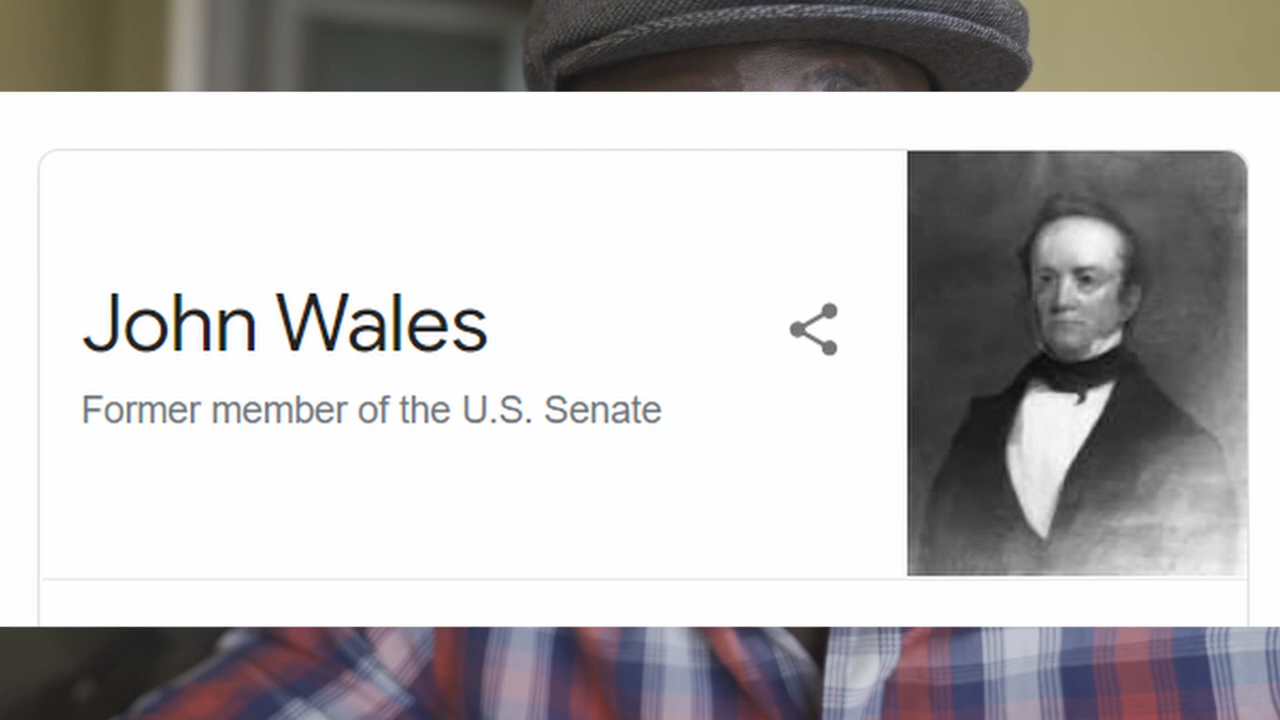 John Wales
Former member of the U.S. Senate